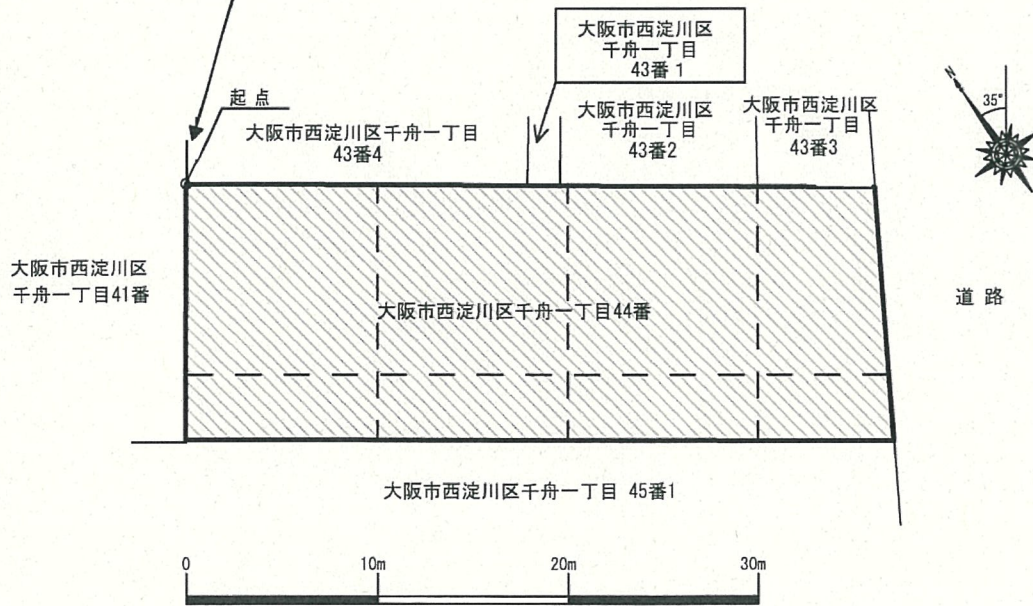 大阪市西淀川区
千舟一丁目
43番1
起点
大阪市西淀川区千舟一丁目
43番4
大阪市西淀川区
千舟一丁目
43番2
大阪市西淀川区
千舟一丁目
43番3
N
35°
大阪市西淀川区
千舟一丁目41番
大阪市西淀川区千舟一丁目44番
道路
大阪市西淀川区千舟一丁目 45番1
0 10m 20m 30m